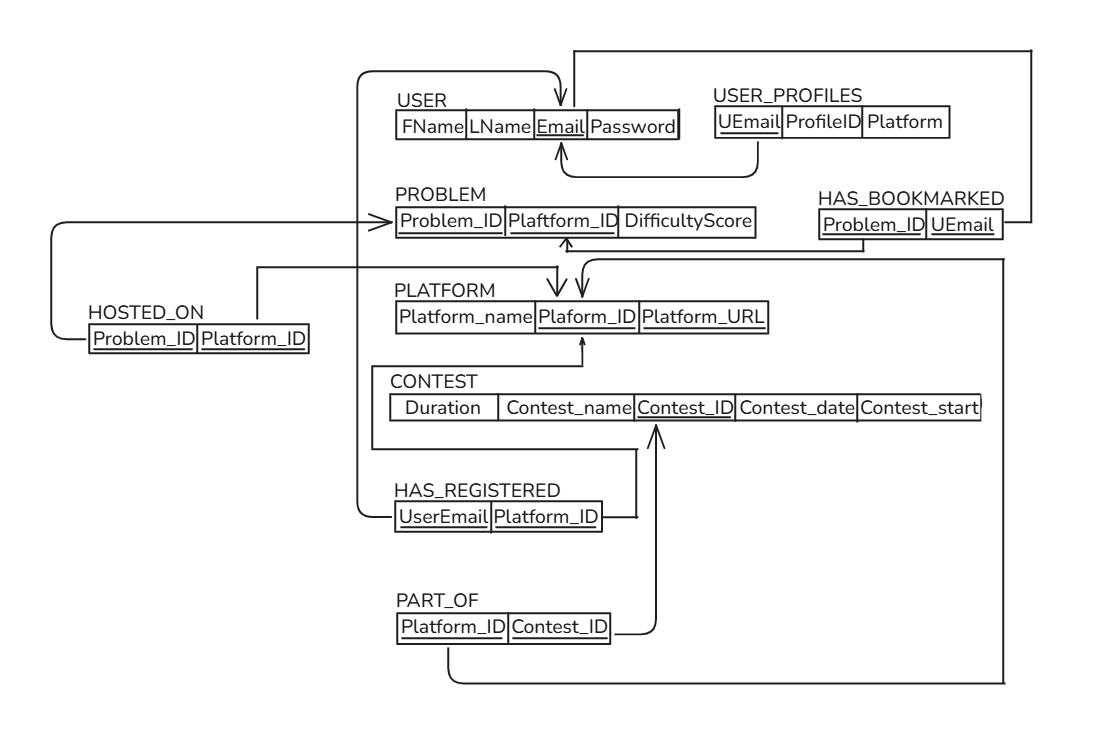 USER
FName LName Email Password
USER_PROFILES
UEmail ProfileID Platform
PROBLEM
Problem_ID Plaftform_ID DifficultyScore
HAS_BOOKMARKED
Problem_ID UEmail
PLATFORM
Platform_name Plaform_ID Platform_URL
HOSTED_ON
Problem_ID Platform_ID
CONTEST
Duration Contest_name Contest_ID Contest_date Contest_start
HAS_REGISTERED
UserEmail Platform_ID
PART_OF
Platform_ID Contest_ID